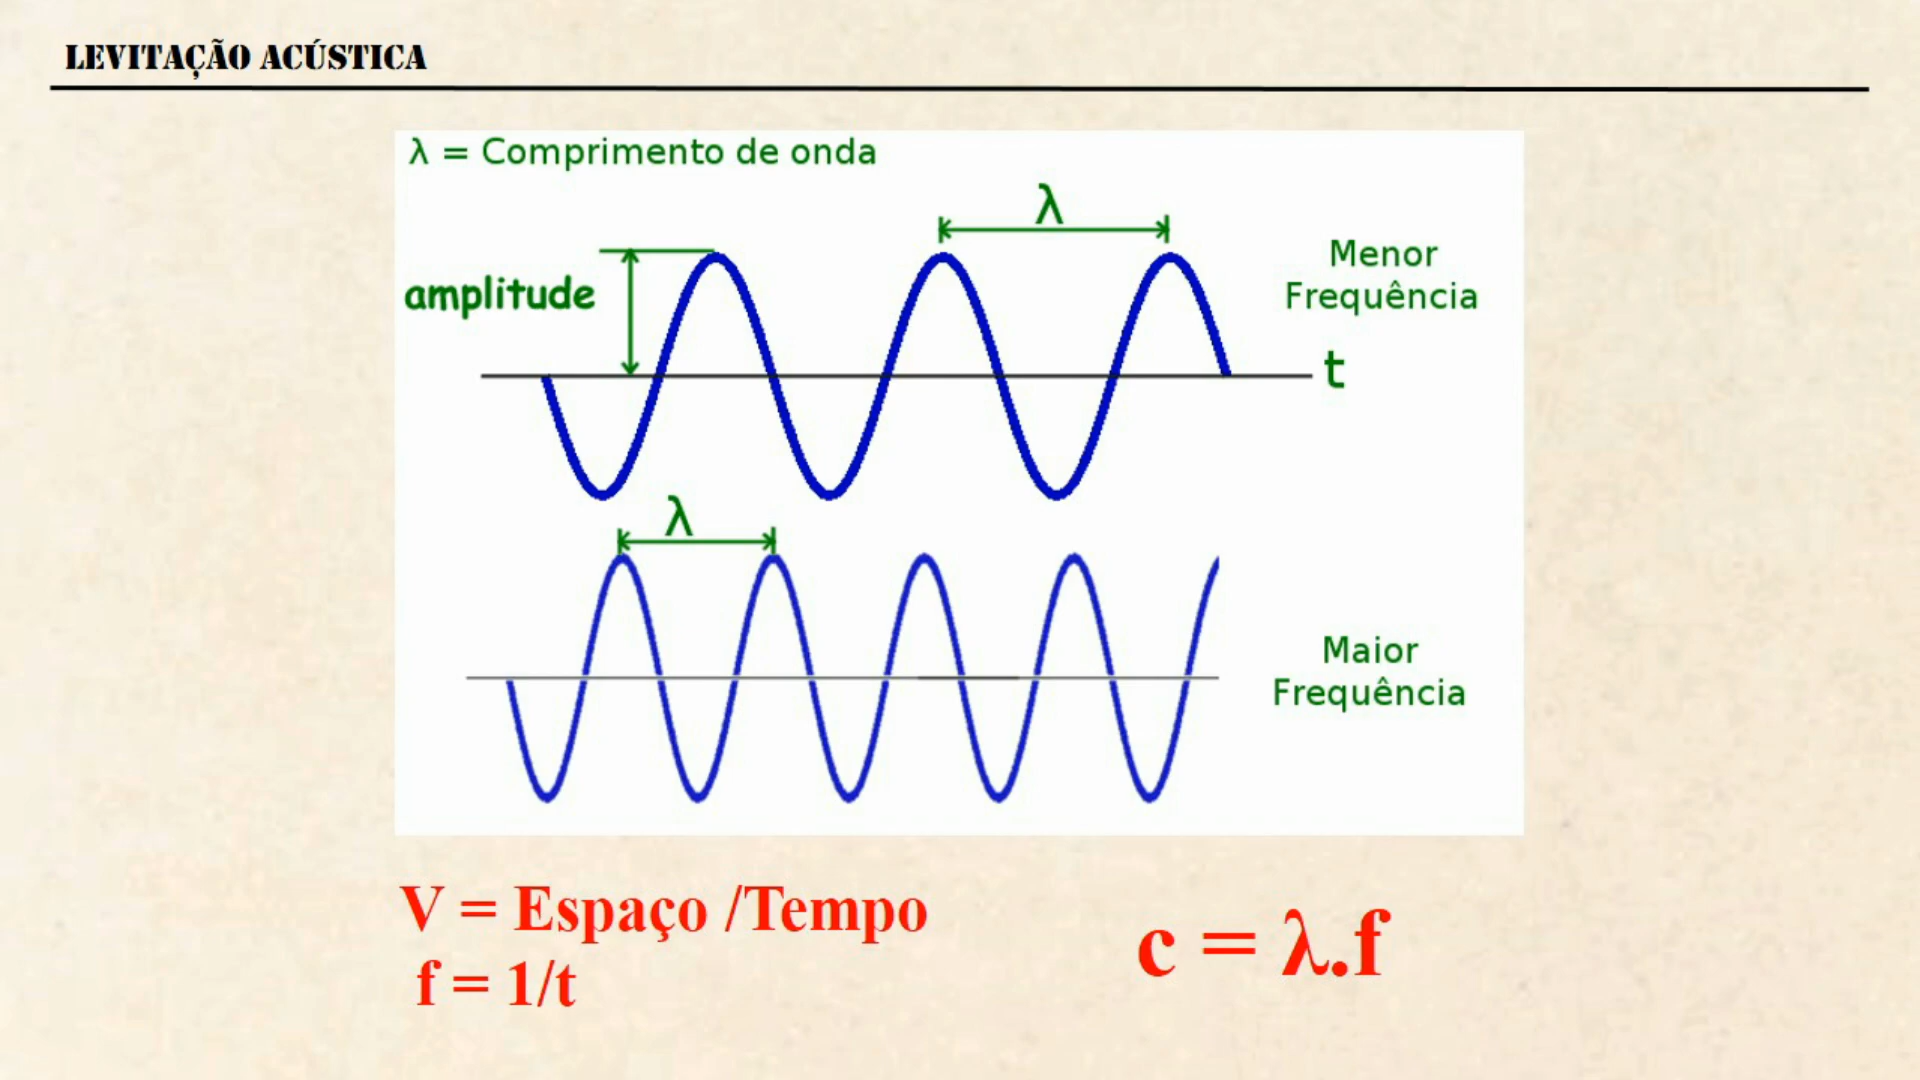 LEVITAÇÃO ACÚSTICA
λ = Comprimento de onda
λ
amplitude
Menor
Frequência
t
λ
Maior
Frequência
V = Espaço /Tempo
f = 1/t
c = λ.f